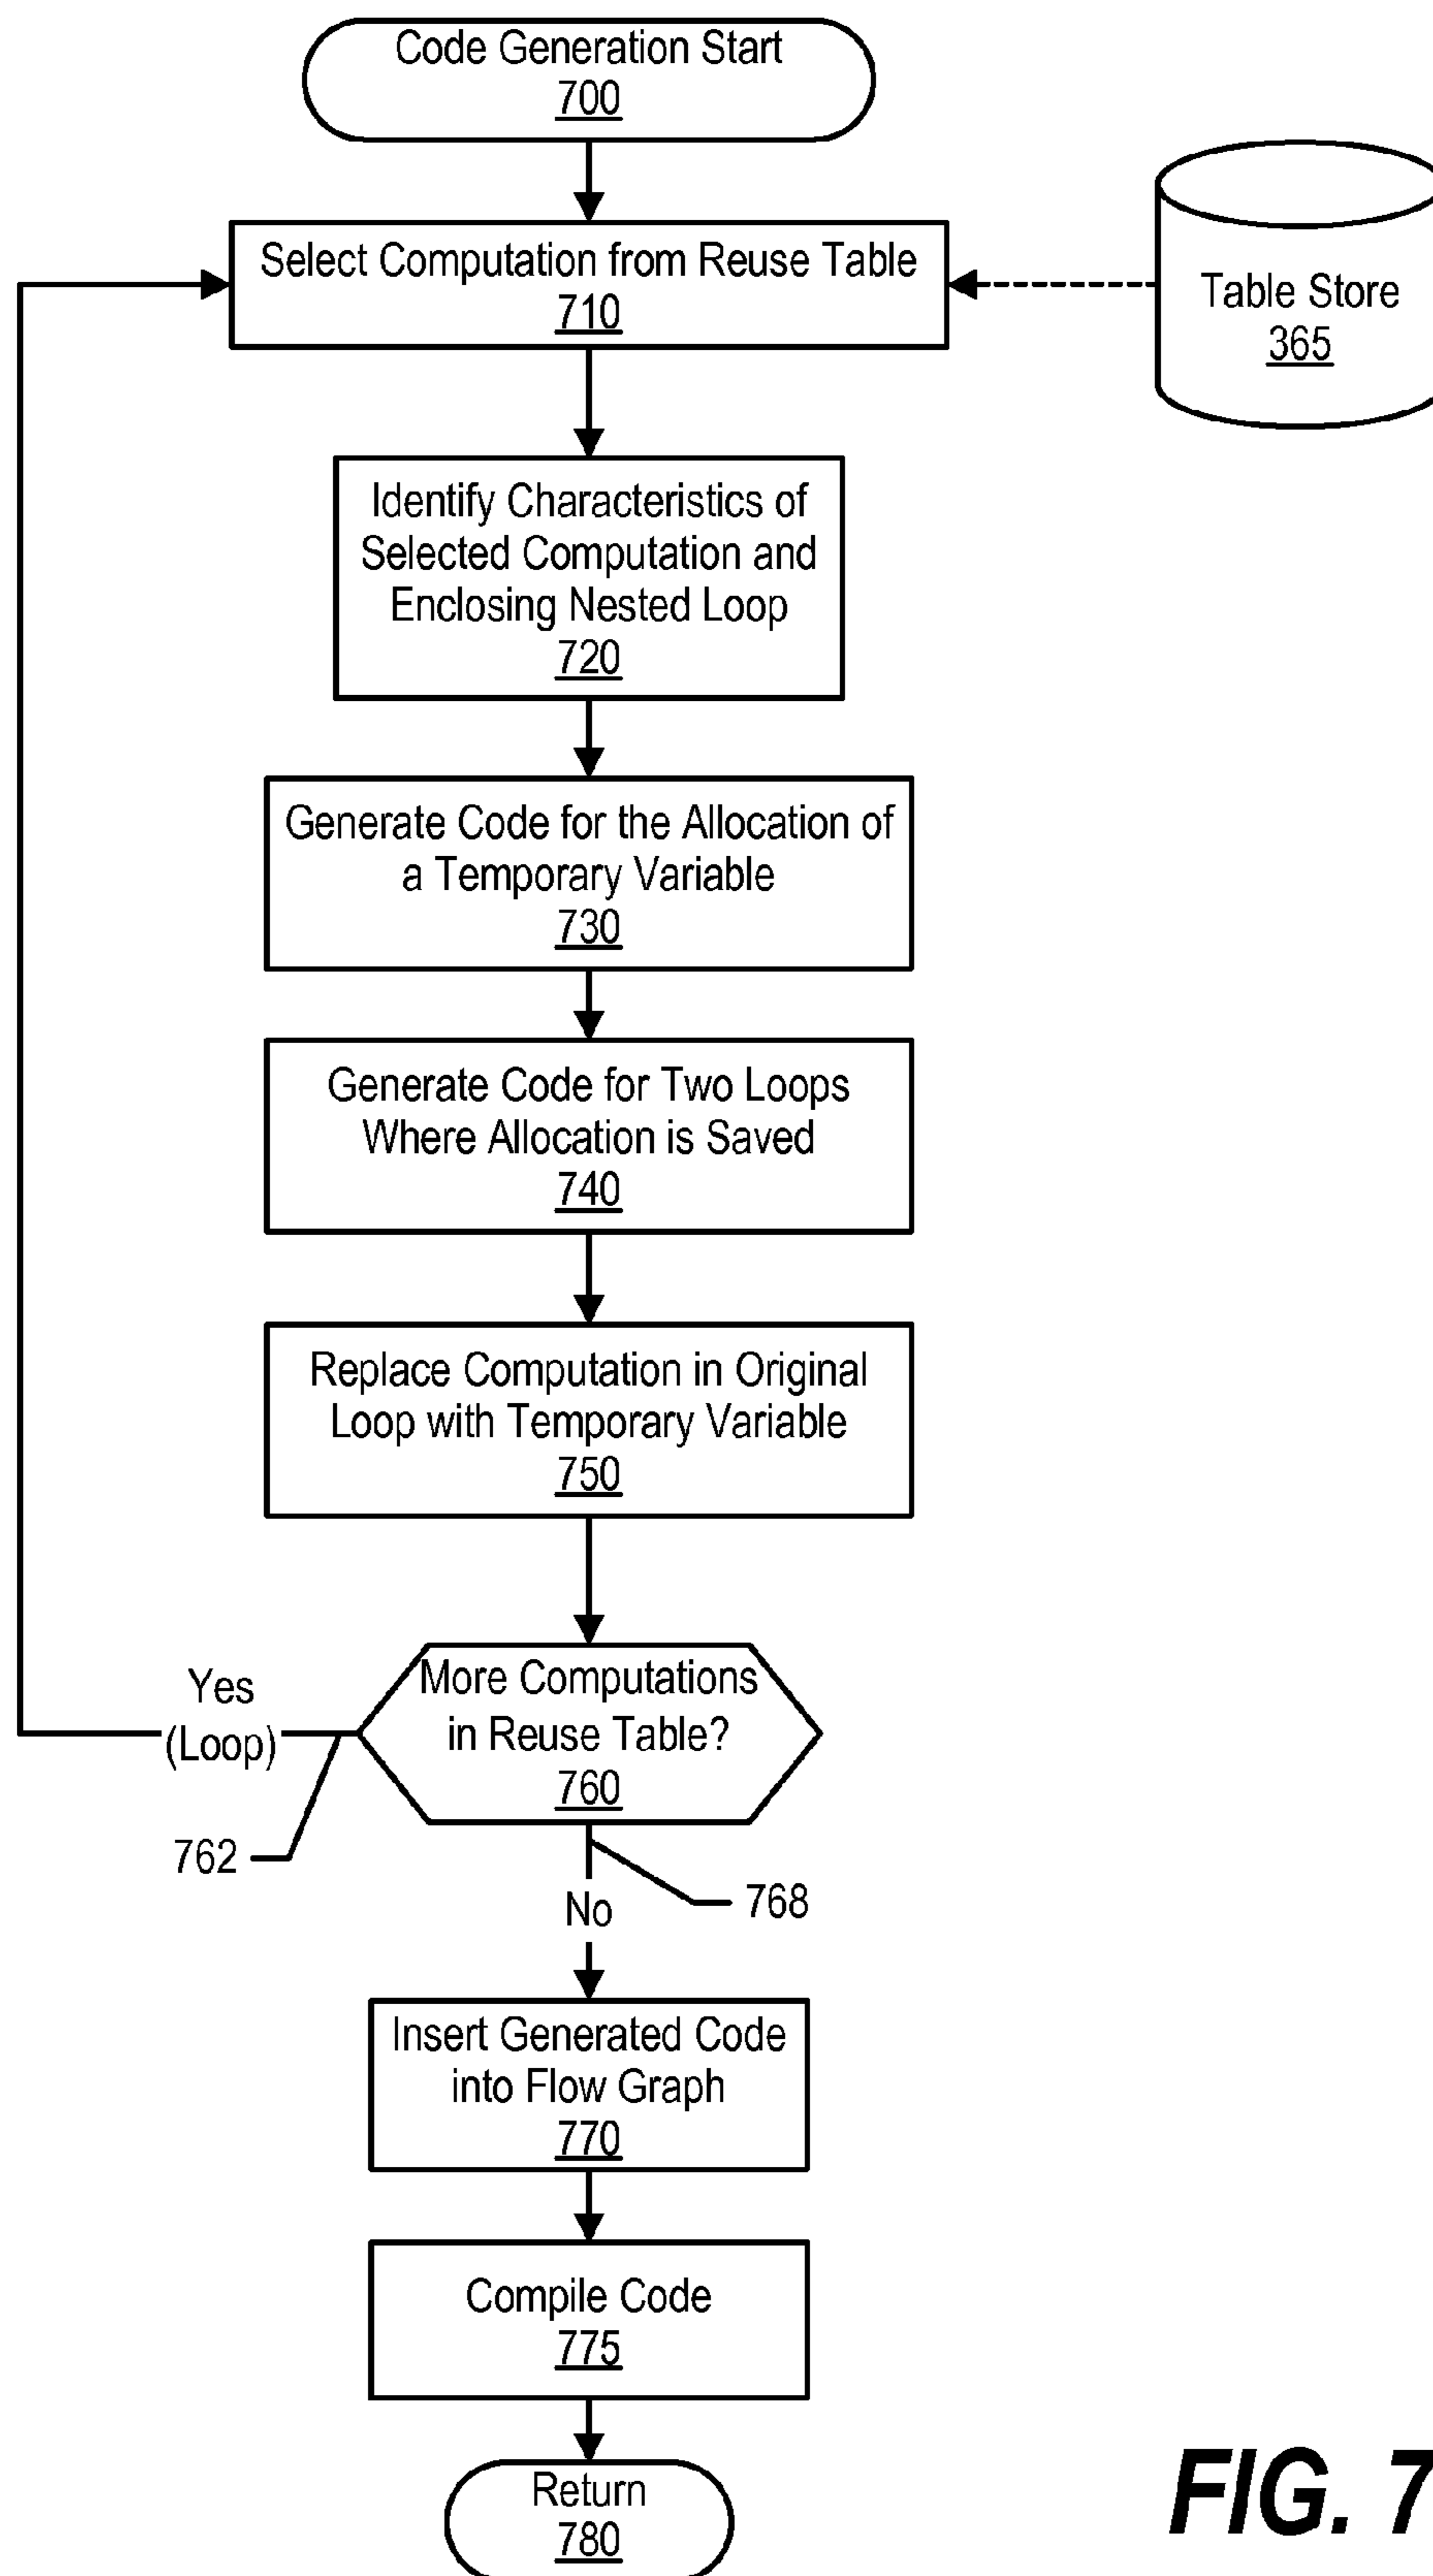 Code Generation Start
700
Select Computation from Reuse Table
710
Table Store
365
Identify Characteristics of
Selected Computation and
Enclosing Nested Loop
720
Generate Code for the Allocation of
a Temporary Variable
730
Generate Code for Two Loops
Where Allocation is Saved
740
Replace Computation in Original
Loop with Temporary Variable
750
More Computations
in Reuse Table?
760
Yes
(Loop)
762
768
No
Insert Generated Code
into Flow Graph
770
Compile Code
775
Return
780
FIG. 7